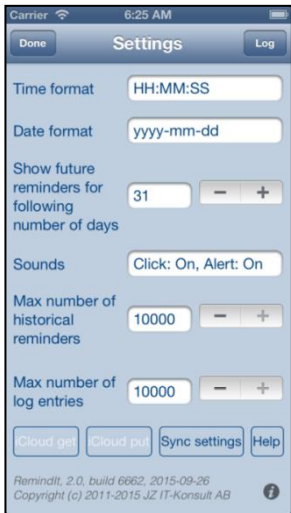 Carrier 6:25 AM
Done Settings Log
Time format HH:MM:SS
Date format yyyy-mm-dd
Show future
reminders for
following
number of days
31 − +
Sounds Click: On, Alert: On
Max number of
historical
reminders
10000 − +
Max number of
log entries
10000 − +
iCloud get iCloud put Sync settings Help
RemindIt, 2.0, build
6662, 2015-09-26
Copyright (c) 2011-
2015 JZ IT-Konsult AB
i